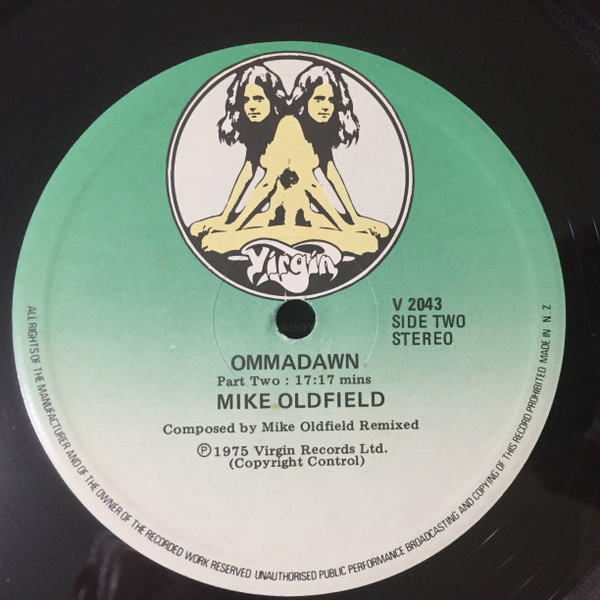 Virgin
V 2043
SIDE TWO
STEREO
OMMADAWN
Part Two : 17:17 mins
MIKE OLDFIELD
Composed by Mike Oldfield Remixed
Ⓟ1975 Virgin Records Ltd.
(Copyright Control)
ALL RIGHTS OF THE MANUFACTURER AND OF THE OWNER OF THE RECORDED WORK RESERVED UNAUTHORISED PUBLIC PERFORMANCE BROADCASTING AND COPYING OF THIS RECORD PROHIBITED MADE IN N Z